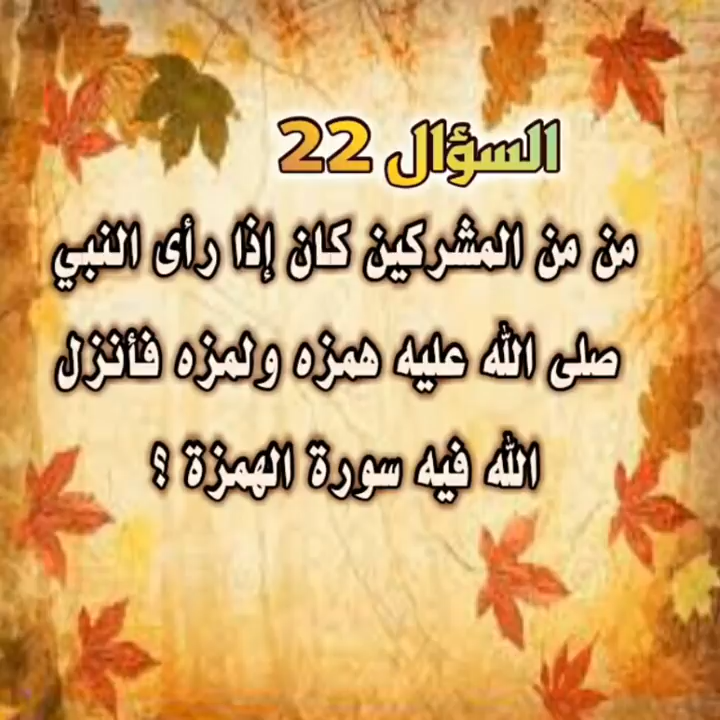 السؤال 22
من من المشركين كان إذا رأى النبي
صلى الله عليه همزه ولمزه فأنزل
الله فيه سورة الهمزة ؟